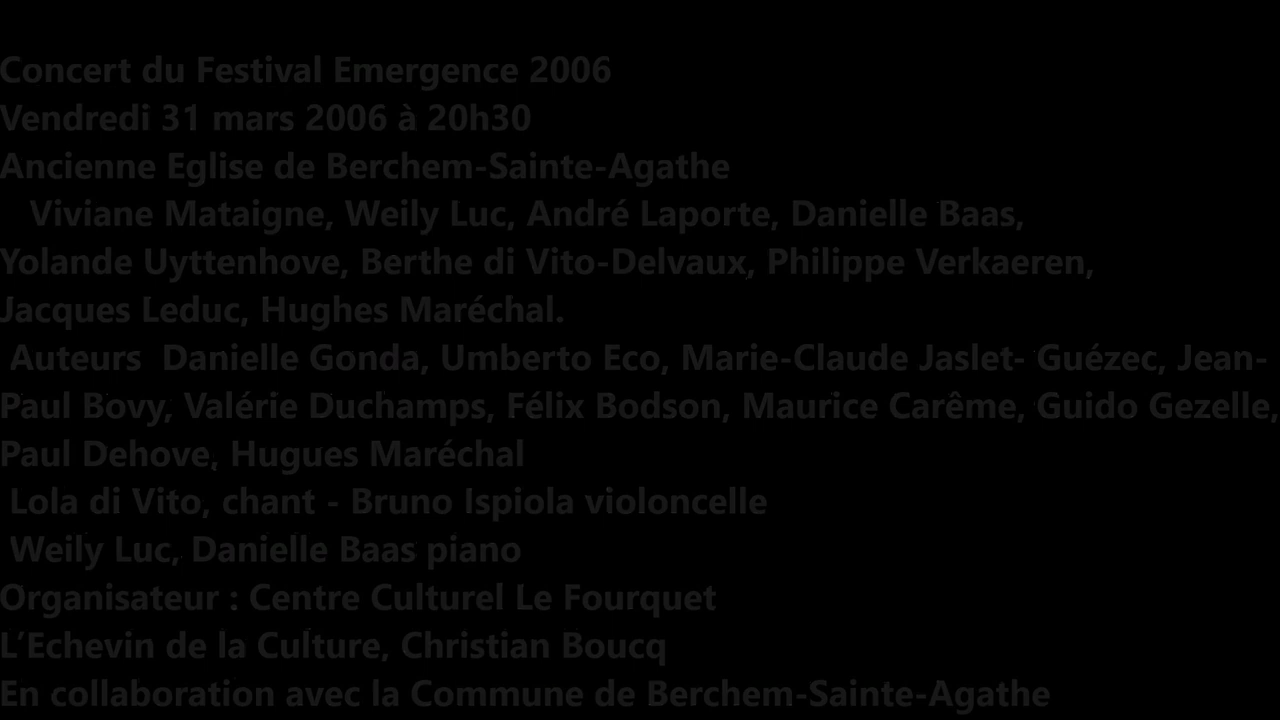 Concert du Festival Emergence 2006
Vendredi 31 mars 2006 à 20h30
Ancienne Eglise de Berchem-Sainte-Agathe
Viviane Mataigne, Weily Luc, André Laporte, Danielle Baas,
Yolande Uyttenhove, Berthe di Vito-Delvaux, Philippe Verkaeren,
Jacques Leduc, Hughes Maréchal.
Auteurs  Danielle Gonda, Umberto Eco, Marie-Claude Jaslet- Guézec, Jean-
Paul Bovy, Valérie Duchamps, Félix Bodson, Maurice Carême, Guido Gezelle,
Paul Dehove, Hugues Maréchal
Lola di Vito, chant - Bruno Ispiola violoncelle
Weily Luc, Danielle Baas piano
Organisateur : Centre Culturel Le Fourquet
L’Echevin de la Culture, Christian Boucq
En collaboration avec la Commune de Berchem-Sainte-Agathe